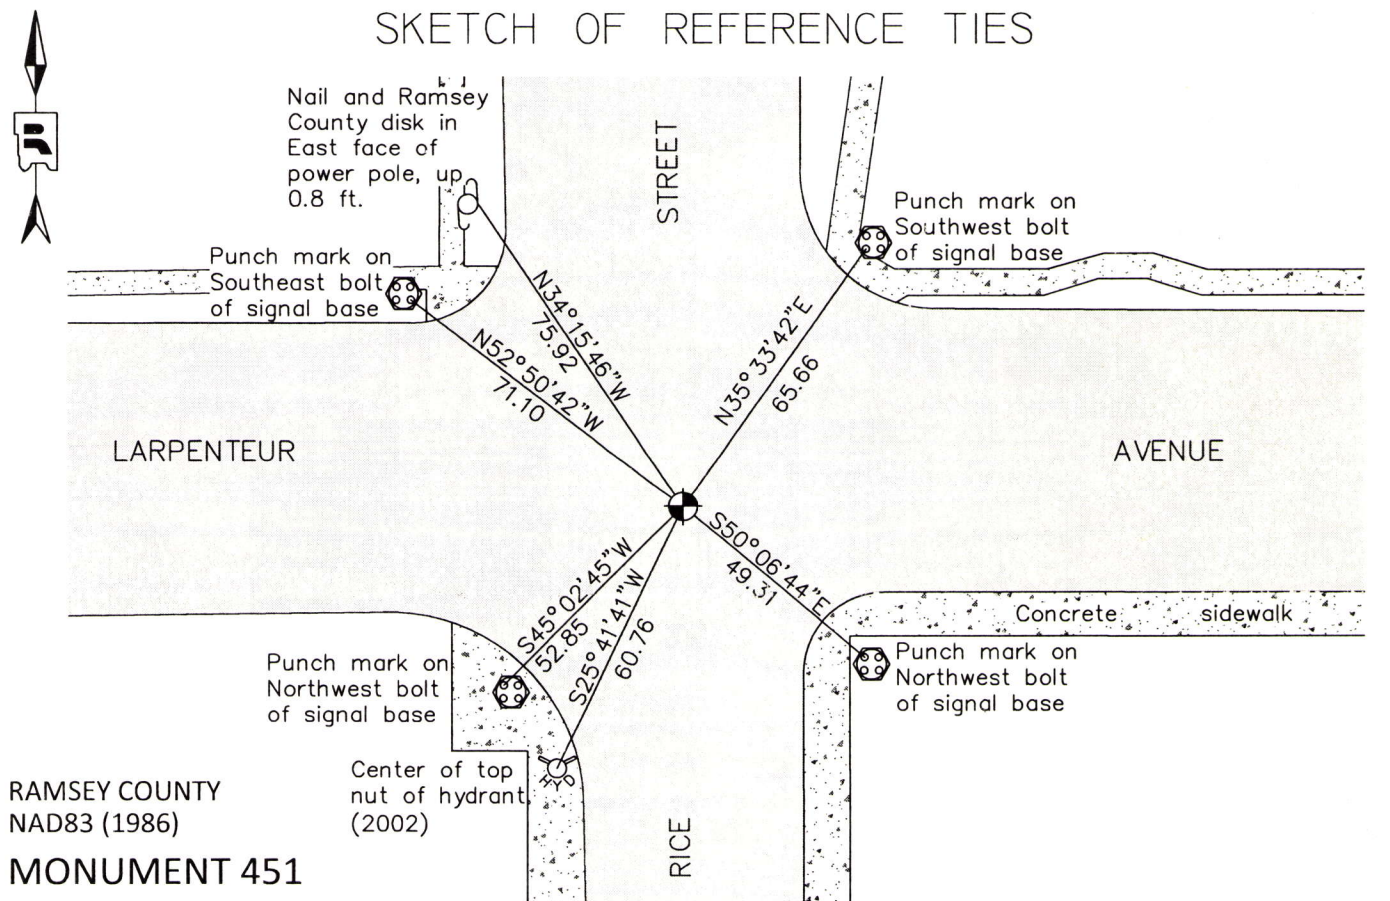 SKETCH OF REFERENCE TIES
R
Nail and Ramsey
County disk in
East face of
power pole, up
0.8 ft.
STREET
Punch mark on
Southwest bolt
of signal base
Punch mark on
Southeast bolt
of signal base
N34°15'46"W
75.92
N52°50'42"W
71.10
N35°33'42"E
65.66
LARPENTEUR
AVENUE
S50°06'44"E
49.31
S45°02'45"W
52.85
S25°41'41"W
60.76
Concrete sidewalk
Punch mark on
Northwest bolt
of signal base
Punch mark on
Northwest bolt
of signal base
HYD
Center of top
nut of hydrant
(2002)
RICE
RAMSEY COUNTY
NAD83 (1986)
MONUMENT 451